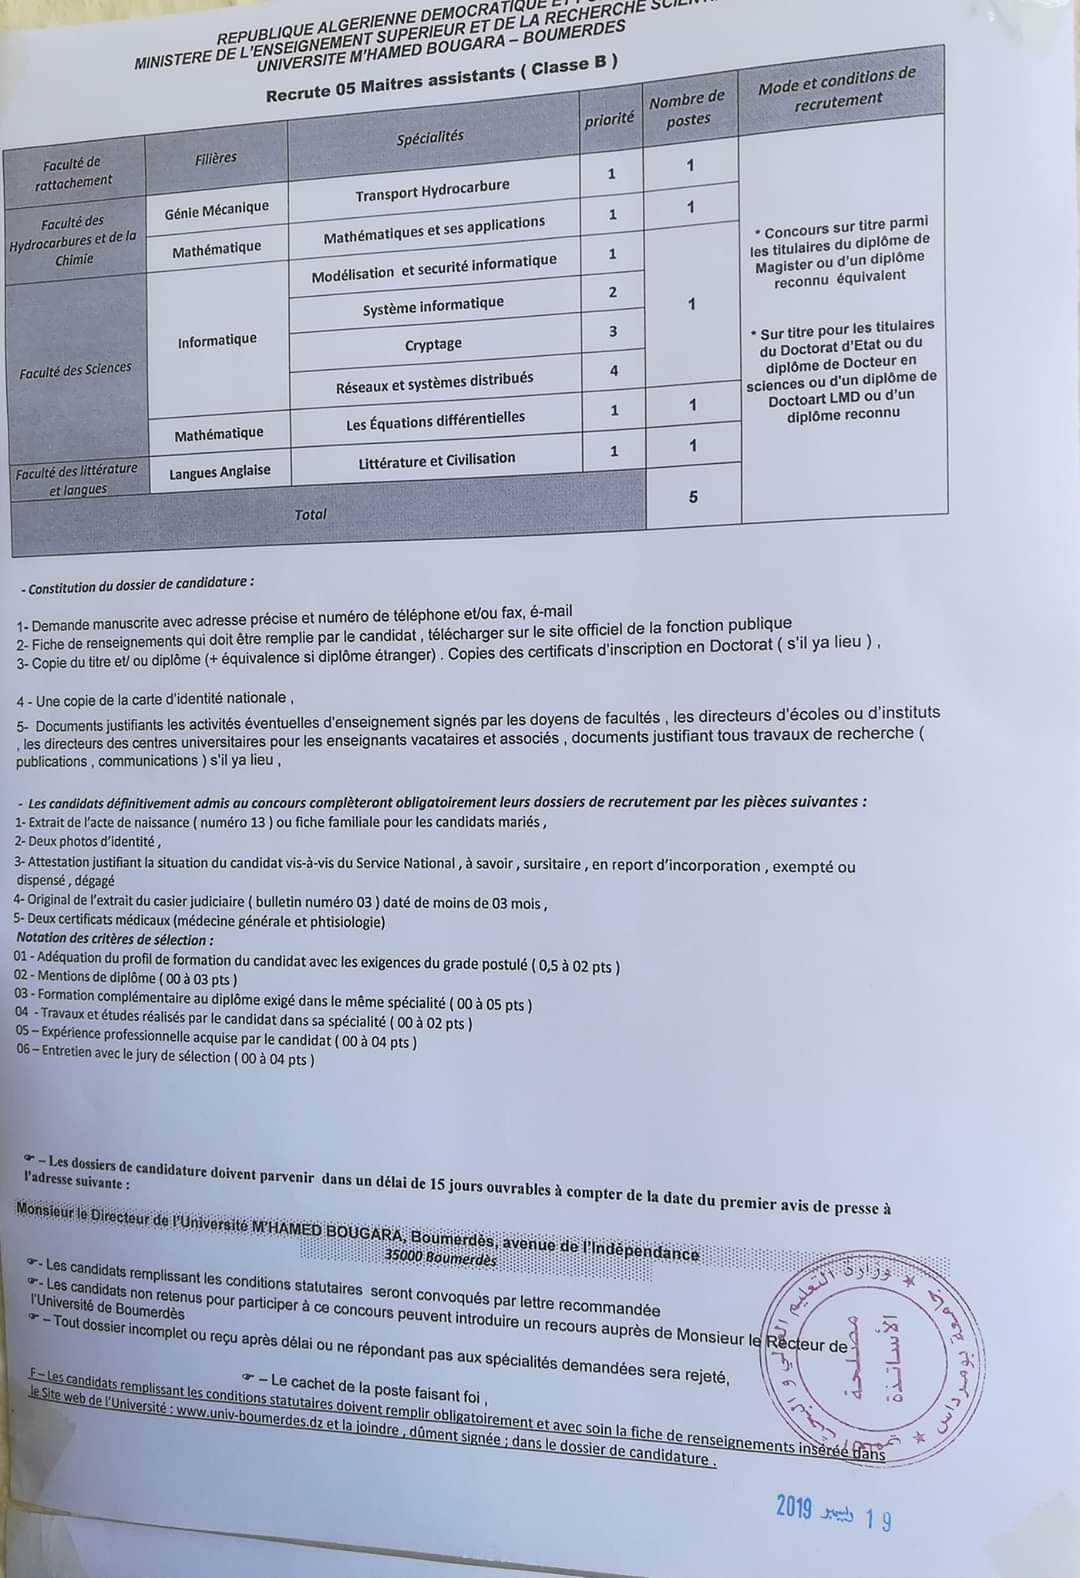 REPUBLIQUE ALGERIENNE DEMOCRATIQUE ET
MINISTERE DE L'ENSEIGNEMENT SUPERIEUR ET DE LA RECHERCHE
UNIVERSITE M'HAMED BOUGARA – BOUMERDES
Recrute 05 Maitres assistants ( Classe B )
Faculté de rattachement
Filières
Spécialités
priorité
Nombre de postes
Mode et conditions de recrutement
Faculté des Hydrocarbures et de la Chimie
Génie Mécanique
Transport Hydrocarbure
1
1
Mathématique
Mathématiques et ses applications
1
1
Faculté des Sciences
Informatique
Modélisation et securité informatique
1
Système informatique
2
1
Cryptage
3
Réseaux et systèmes distribués
4
Mathématique
Les Équations différentielles
1
1
Faculté des littérature et langues
Langues Anglaise
Littérature et Civilisation
1
1
Total
5
* Concours sur titre parmi
les titulaires du diplôme de
Magister ou d'un diplôme
reconnu équivalent
* Sur titre pour les titulaires
du Doctorat d'Etat ou du
diplôme de Docteur en
sciences ou d'un diplôme de
Doctoart LMD ou d'un
diplôme reconnu
- Constitution du dossier de candidature :
1- Demande manuscrite avec adresse précise et numéro de téléphone et/ou fax, é-mail
2- Fiche de renseignements qui doit être remplie par le candidat , télécharger sur le site officiel de la fonction publique
3- Copie du titre et/ ou diplôme (+ équivalence si diplôme étranger) . Copies des certificats d'inscription en Doctorat ( s'il ya lieu ) ,
4 - Une copie de la carte d'identité nationale ,
5- Documents justifiants les activités éventuelles d'enseignement signés par les doyens de facultés , les directeurs d'écoles ou d'instituts
, les directeurs des centres universitaires pour les enseignants vacataires et associés , documents justifiant tous travaux de recherche (
publications , communications ) s'il ya lieu ,
- Les candidats définitivement admis au concours complèteront obligatoirement leurs dossiers de recrutement par les pièces suivantes :
1- Extrait de l'acte de naissance ( numéro 13 ) ou fiche familiale pour les candidats mariés ,
2- Deux photos d'identité ,
3- Attestation justifiant la situation du candidat vis-à-vis du Service National , à savoir , sursitaire , en report d'incorporation , exempté ou
dispensé , dégagé
4- Original de l'extrait du casier judiciaire ( bulletin numéro 03 ) daté de moins de 03 mois ,
5- Deux certificats médicaux (médecine générale et phtisiologie)
Notation des critères de sélection :
01 - Adéquation du profil de formation du candidat avec les exigences du grade postulé ( 0,5 à 02 pts )
02 - Mentions de diplôme ( 00 à 03 pts )
03 - Formation complémentaire au diplôme exigé dans le même spécialité ( 00 à 05 pts )
04 - Travaux et études réalisés par le candidat dans sa spécialité ( 00 à 02 pts )
05 – Expérience professionnelle acquise par le candidat ( 00 à 04 pts )
06 – Entretien avec le jury de sélection ( 00 à 04 pts )
☞ – Les dossiers de candidature doivent parvenir dans un délai de 15 jours ouvrables à compter de la date du premier avis de presse à
l'adresse suivante :
Monsieur le Directeur de l'Université M'HAMED BOUGARA, Boumerdès, avenue de l'Indépendance
35000 Boumerdès
☞- Les candidats remplissant les conditions statutaires seront convoqués par lettre recommandée
☞- Les candidats non retenus pour participer à ce concours peuvent introduire un recours auprès de Monsieur le Recteur de
l'Université de Boumerdès
☞ – Tout dossier incomplet ou reçu après délai ou ne répondant pas aux spécialités demandées sera rejeté,
☞ – Le cachet de la poste faisant foi ,
F – Les candidats remplissant les conditions statutaires doivent remplir obligatoirement et avec soin la fiche de renseignements inséréé dans
le Site web de l'Université : www.univ-boumerdes.dz et la joindre , dûment signée ; dans le dossier de candidature .
وزارة التعليم العالي و البحث
جامعة بومرداس
مصلحة
الأساتذة
19 ديسمبر 2019